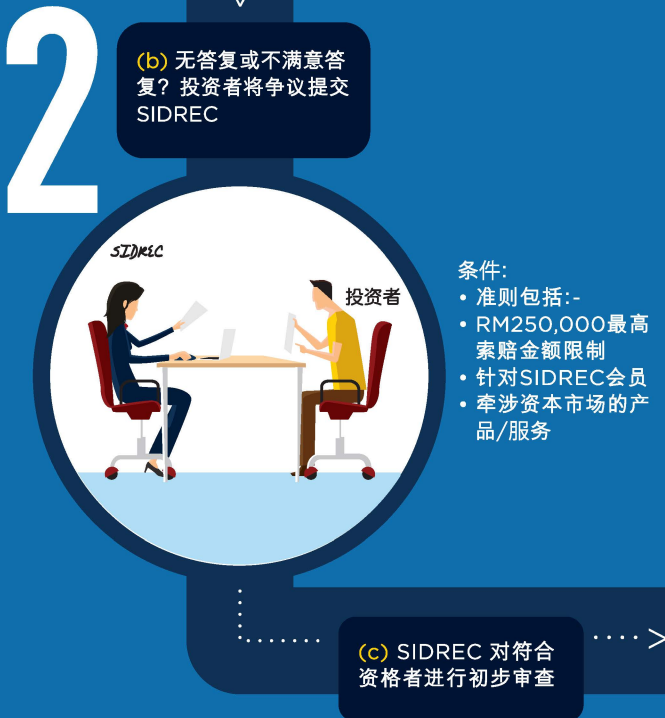 2
(b) 无答复或不满意答
复？投资者将争议提交
SIDREC
SIDREC
投资者
条件:
• 准则包括:-
• RM250,000最高
索赔金额限制
• 针对SIDREC会员
• 牵涉资本市场的产
品/服务
(c) SIDREC 对符合
资格者进行初步审查